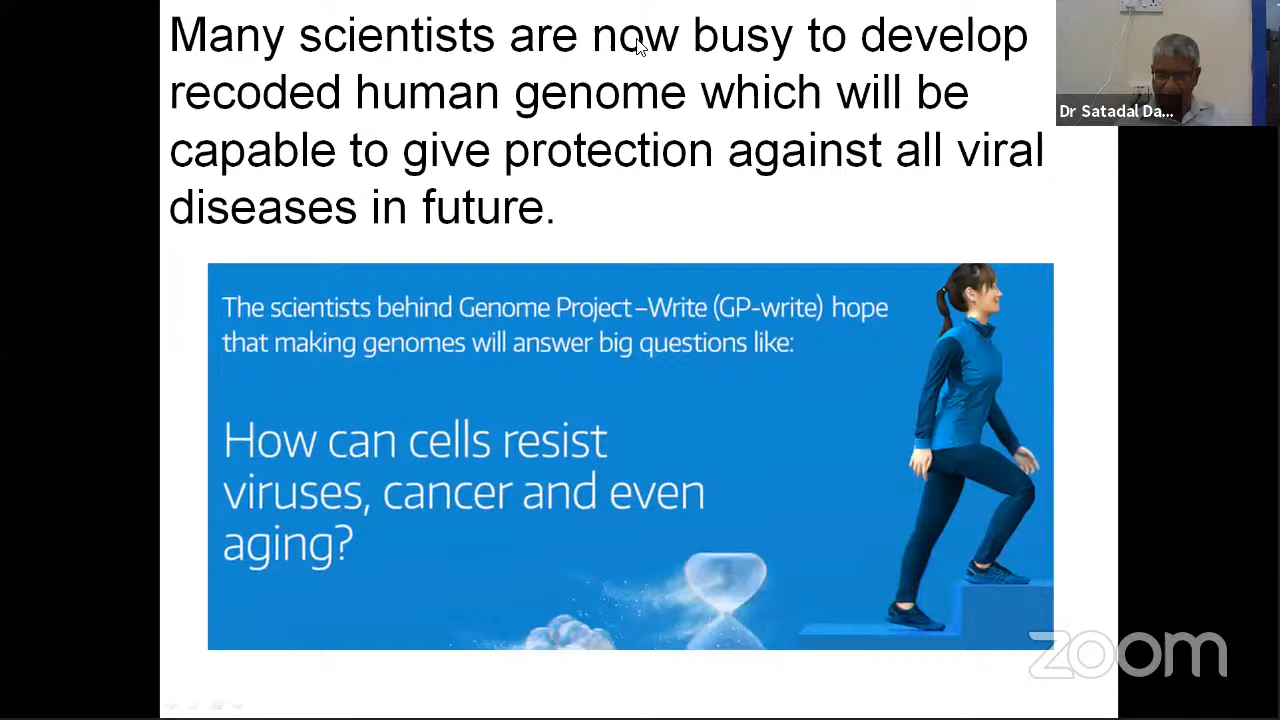 Many scientists are now busy to develop
recoded human genome which will be
capable to give protection against all viral
diseases in future.
Dr Satadal Da...
The scientists behind Genome Project–Write (GP-write) hope
that making genomes will answer big questions like:
How can cells resist
viruses, cancer and even
aging?
zoom